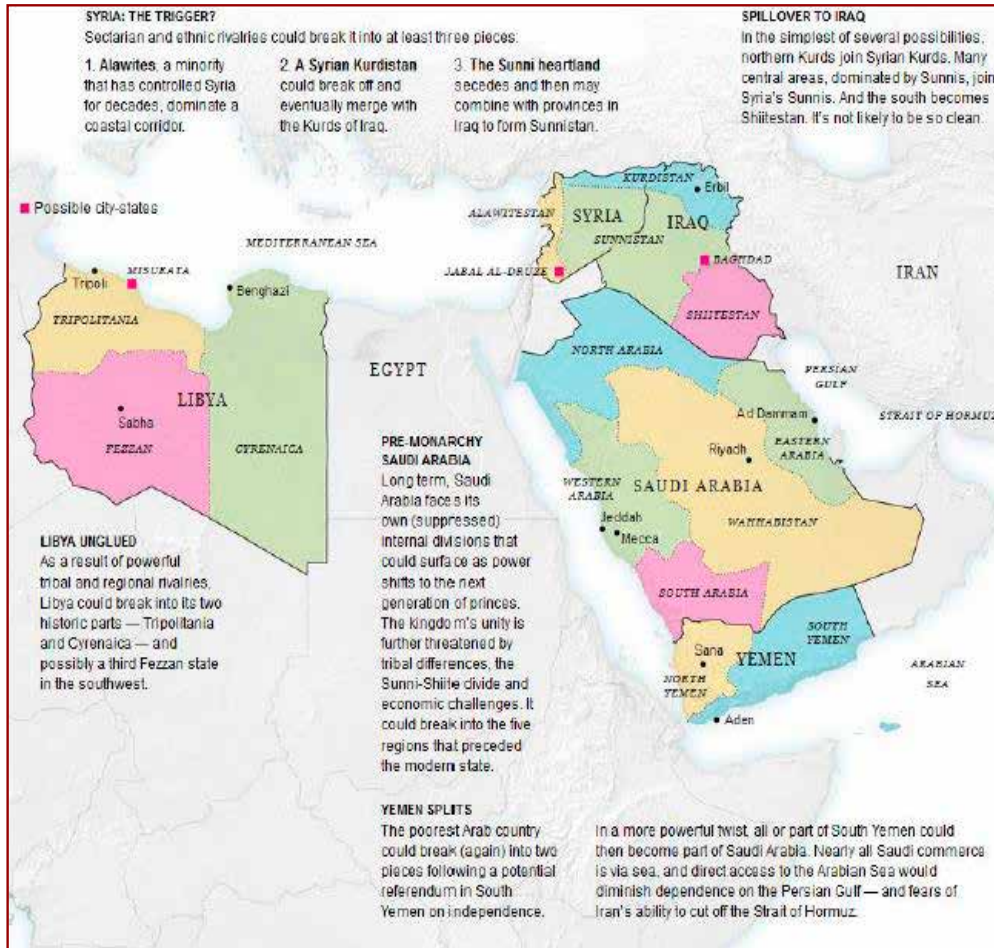 SYRIA: THE TRIGGER?
Sectarian and ethnic rivalries could break it into at least three pieces:
1. Alawites, a minority
that has controlled Syria
for decades, dominate a
coastal corridor.
2. A Syrian Kurdistan
could break off and
eventually merge with
the Kurds of Iraq.
3. The Sunni heartland
secedes and then may
combine with provinces in
Iraq to form Sunnistan.
SPILLOVER TO IRAQ
In the simplest of several possibilities,
northern Kurds join Syrian Kurds. Many
central areas, dominated by Sunnis, join
Syria's Sunnis. And the south becomes
Shiitestan. It's not likely to be so clean.
Possible city-states
MEDITERRANEAN SEA
KURDISTAN
Erbil
ALAWITESTAN
SYRIA
IRAQ
SUNNISTAN
JABAL AL-DRUZE
BAGHDAD
IRAN
SHIITESTAN
Tripoli
MISURATA
Benghazi
TRIPOLITANIA
LIBYA
Sabha
FEZZAN
CYRENAICA
EGYPT
NORTH ARABIA
PERSIAN
GULF
STRAIT OF HORMUZ
Ad Dammam
EASTERN
ARABIA
Riyadh
WESTERN
ARABIA
SAUDI ARABIA
WAHHABISTAN
Jeddah
Mecca
SOUTH ARABIA
SOUTH
YEMEN
Sana
YEMEN
NORTH
YEMEN
Aden
ARABIAN
SEA
LIBYA UNGLUED
As a result of powerful
tribal and regional rivalries,
Libya could break into its two
historic parts — Tripolitania
and Cyrenaica — and
possibly a third Fezzan state
in the southwest.
PRE-MONARCHY
SAUDI ARABIA
Long term, Saudi
Arabia faces its
own (suppressed)
internal divisions that
could surface as power
shifts to the next
generation of princes.
The kingdom's unity is
further threatened by
tribal differences, the
Sunni-Shiite divide and
economic challenges. It
could break into the five
regions that preceded
the modern state.
YEMEN SPLITS
The poorest Arab country
could break (again) into two
pieces following a potential
referendum in South
Yemen on independence.
In a more powerful twist, all or part of South Yemen could
then become part of Saudi Arabia. Nearly all Saudi commerce
is via sea, and direct access to the Arabian Sea would
diminish dependence on the Persian Gulf — and fears of
Iran's ability to cut off the Strait of Hormuz.